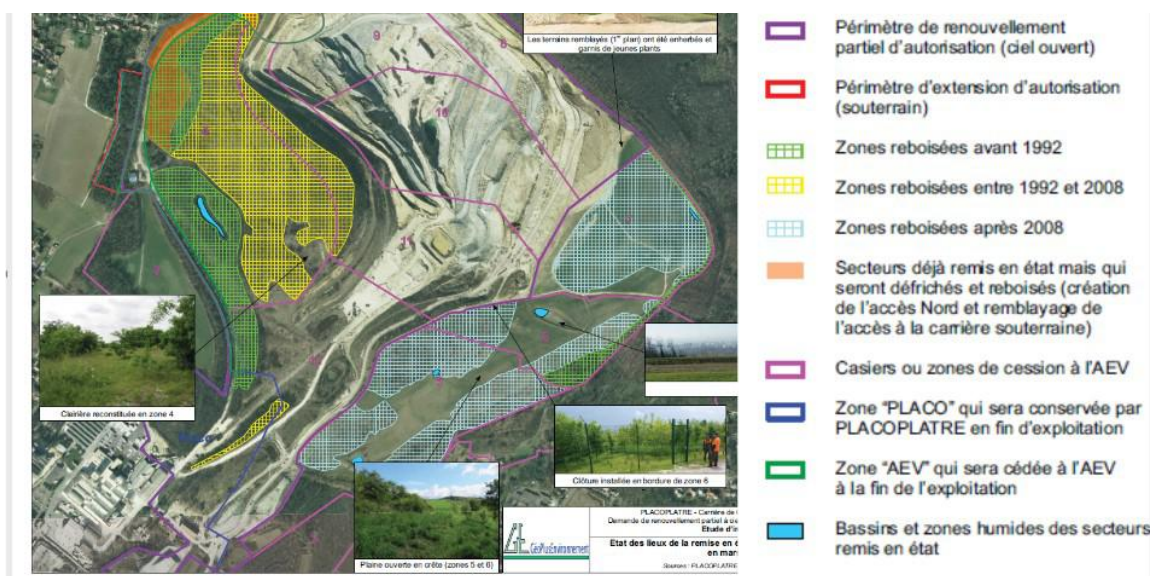 Les terrains remblayés (1er plan) ont été enherbés et
garnis de jeunes plants
9
8
10
11
4
Clairière reconstituée en zone 4
Clôture installée en bordure de zone 6
Plaine ouverte en crête (zones 5 et 6)
GéoPlusEnvironnement
PLACOPLATRE - Carrière de
Demande de renouvellement partiel à
Etude d'i
Etat des lieux de la remise en
en mars
Sources : PLACOPLATRE
Périmètre de renouvellement
partiel d'autorisation (ciel ouvert)
Périmètre d'extension d'autorisation
(souterrain)
Zones reboisées avant 1992
Zones reboisées entre 1992 et 2008
Zones reboisées après 2008
Secteurs déjà remis en état mais qui
seront défrichés et reboisés (création
de l'accès Nord et remblayage de
l'accès à la carrière souterraine)
Casiers ou zones de cession à l'AEV
Zone "PLACO" qui sera conservée par
PLACOPLATRE en fin d'exploitation
Zone "AEV" qui sera cédée à l'AEV
à la fin de l'exploitation
Bassins et zones humides des secteurs
remis en état